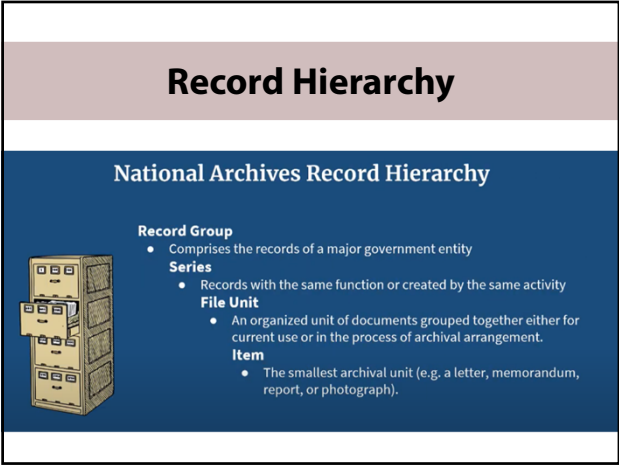 Record Hierarchy
National Archives Record Hierarchy
Record Group
• Comprises the records of a major government entity
Series
• Records with the same function or created by the same activity
File Unit
• An organized unit of documents grouped together either for
current use or in the process of archival arrangement.
Item
• The smallest archival unit (e.g. a letter, memorandum,
report, or photograph).